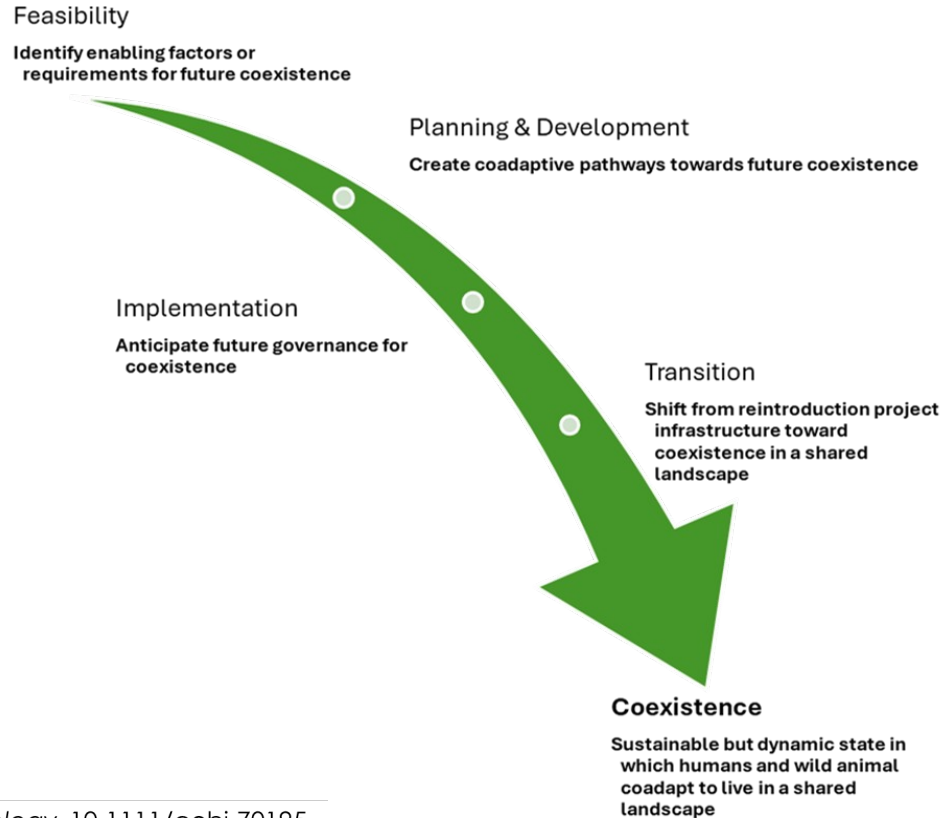 Feasibility
Identify enabling factors or
requirements for future coexistence
Planning & Development
Create coadaptive pathways towards future coexistence
Implementation
Anticipate future governance for
coexistence
Transition
Shift from reintroduction project
infrastructure toward
coexistence in a shared
landscape
Coexistence
Sustainable but dynamic state in
which humans and wild animal
coadapt to live in a shared
landscape